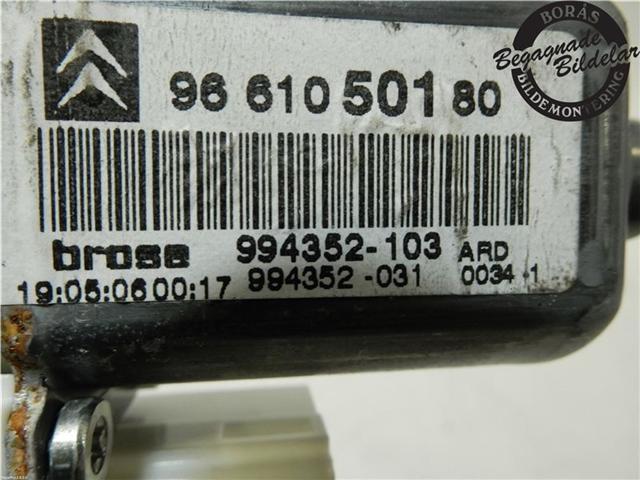 BORÅS
Begagnade
Bildelar
BILDEMONTERING
96 610 501 80
brose 994352-103 ARD
19:05:06 00:17 994352-031 0034-1